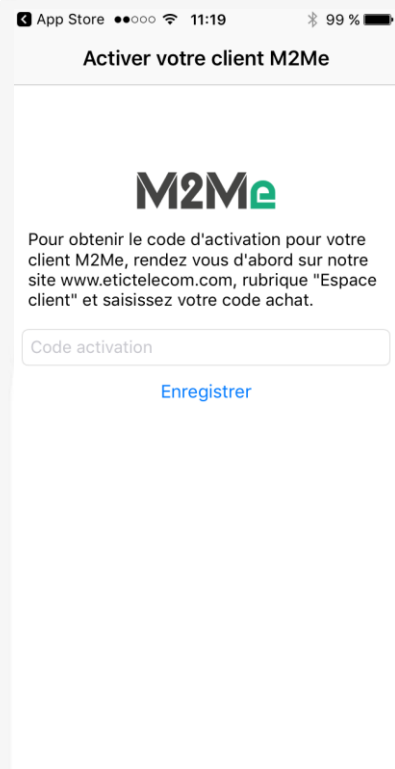 App Store 11:19 99 %
Activer votre client M2Me
M2Me
Pour obtenir le code d'activation pour votre
client M2Me, rendez vous d'abord sur notre
site www.etictelecom.com, rubrique "Espace
client" et saisissez votre code achat.
Code activation
Enregistrer